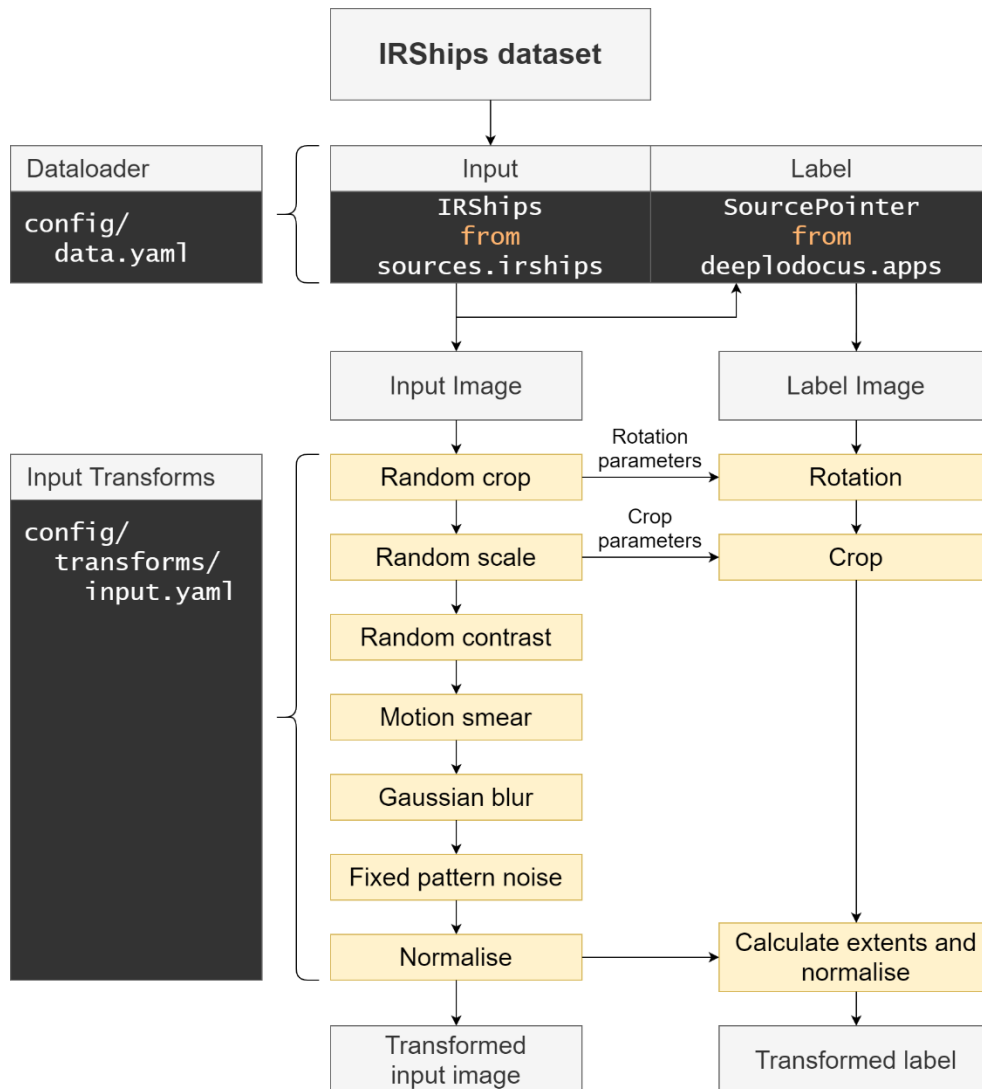 IRShips dataset
Dataloader
config/
data.yaml
Input
Label
IRShips
from
sources.irships
SourcePointer
from
deeplodocus.apps
Input Image
Label Image
Input Transforms
config/
transforms/
input.yaml
Random crop
Rotation
parameters
Rotation
Random scale
Crop
parameters
Crop
Random contrast
Motion smear
Gaussian blur
Fixed pattern noise
Normalise
Calculate extents and
normalise
Transformed
input image
Transformed label